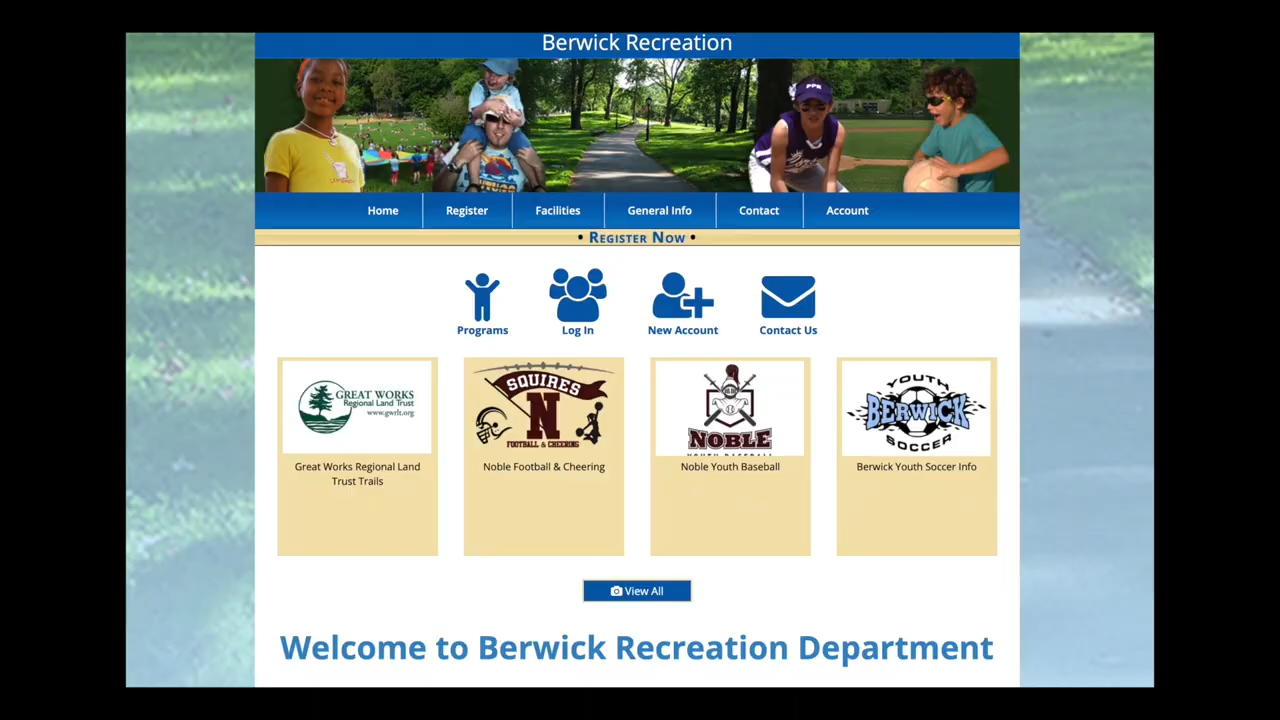 Berwick Recreation
PPR
Home Register Facilities General Info Contact Account
• REGISTER NOW •
Programs Log In New Account Contact Us
GREAT WORKS
Regional Land Trust
www.gwrlt.org
SQUIRES
N
FOOTBALL & CHEERING
NOBLE
YOUTH BASEBALL
YOUTH
BERWICK
SOCCER
Great Works Regional Land
Trust Trails
Noble Football & Cheering
Noble Youth Baseball
Berwick Youth Soccer Info
View All
Welcome to Berwick Recreation Department